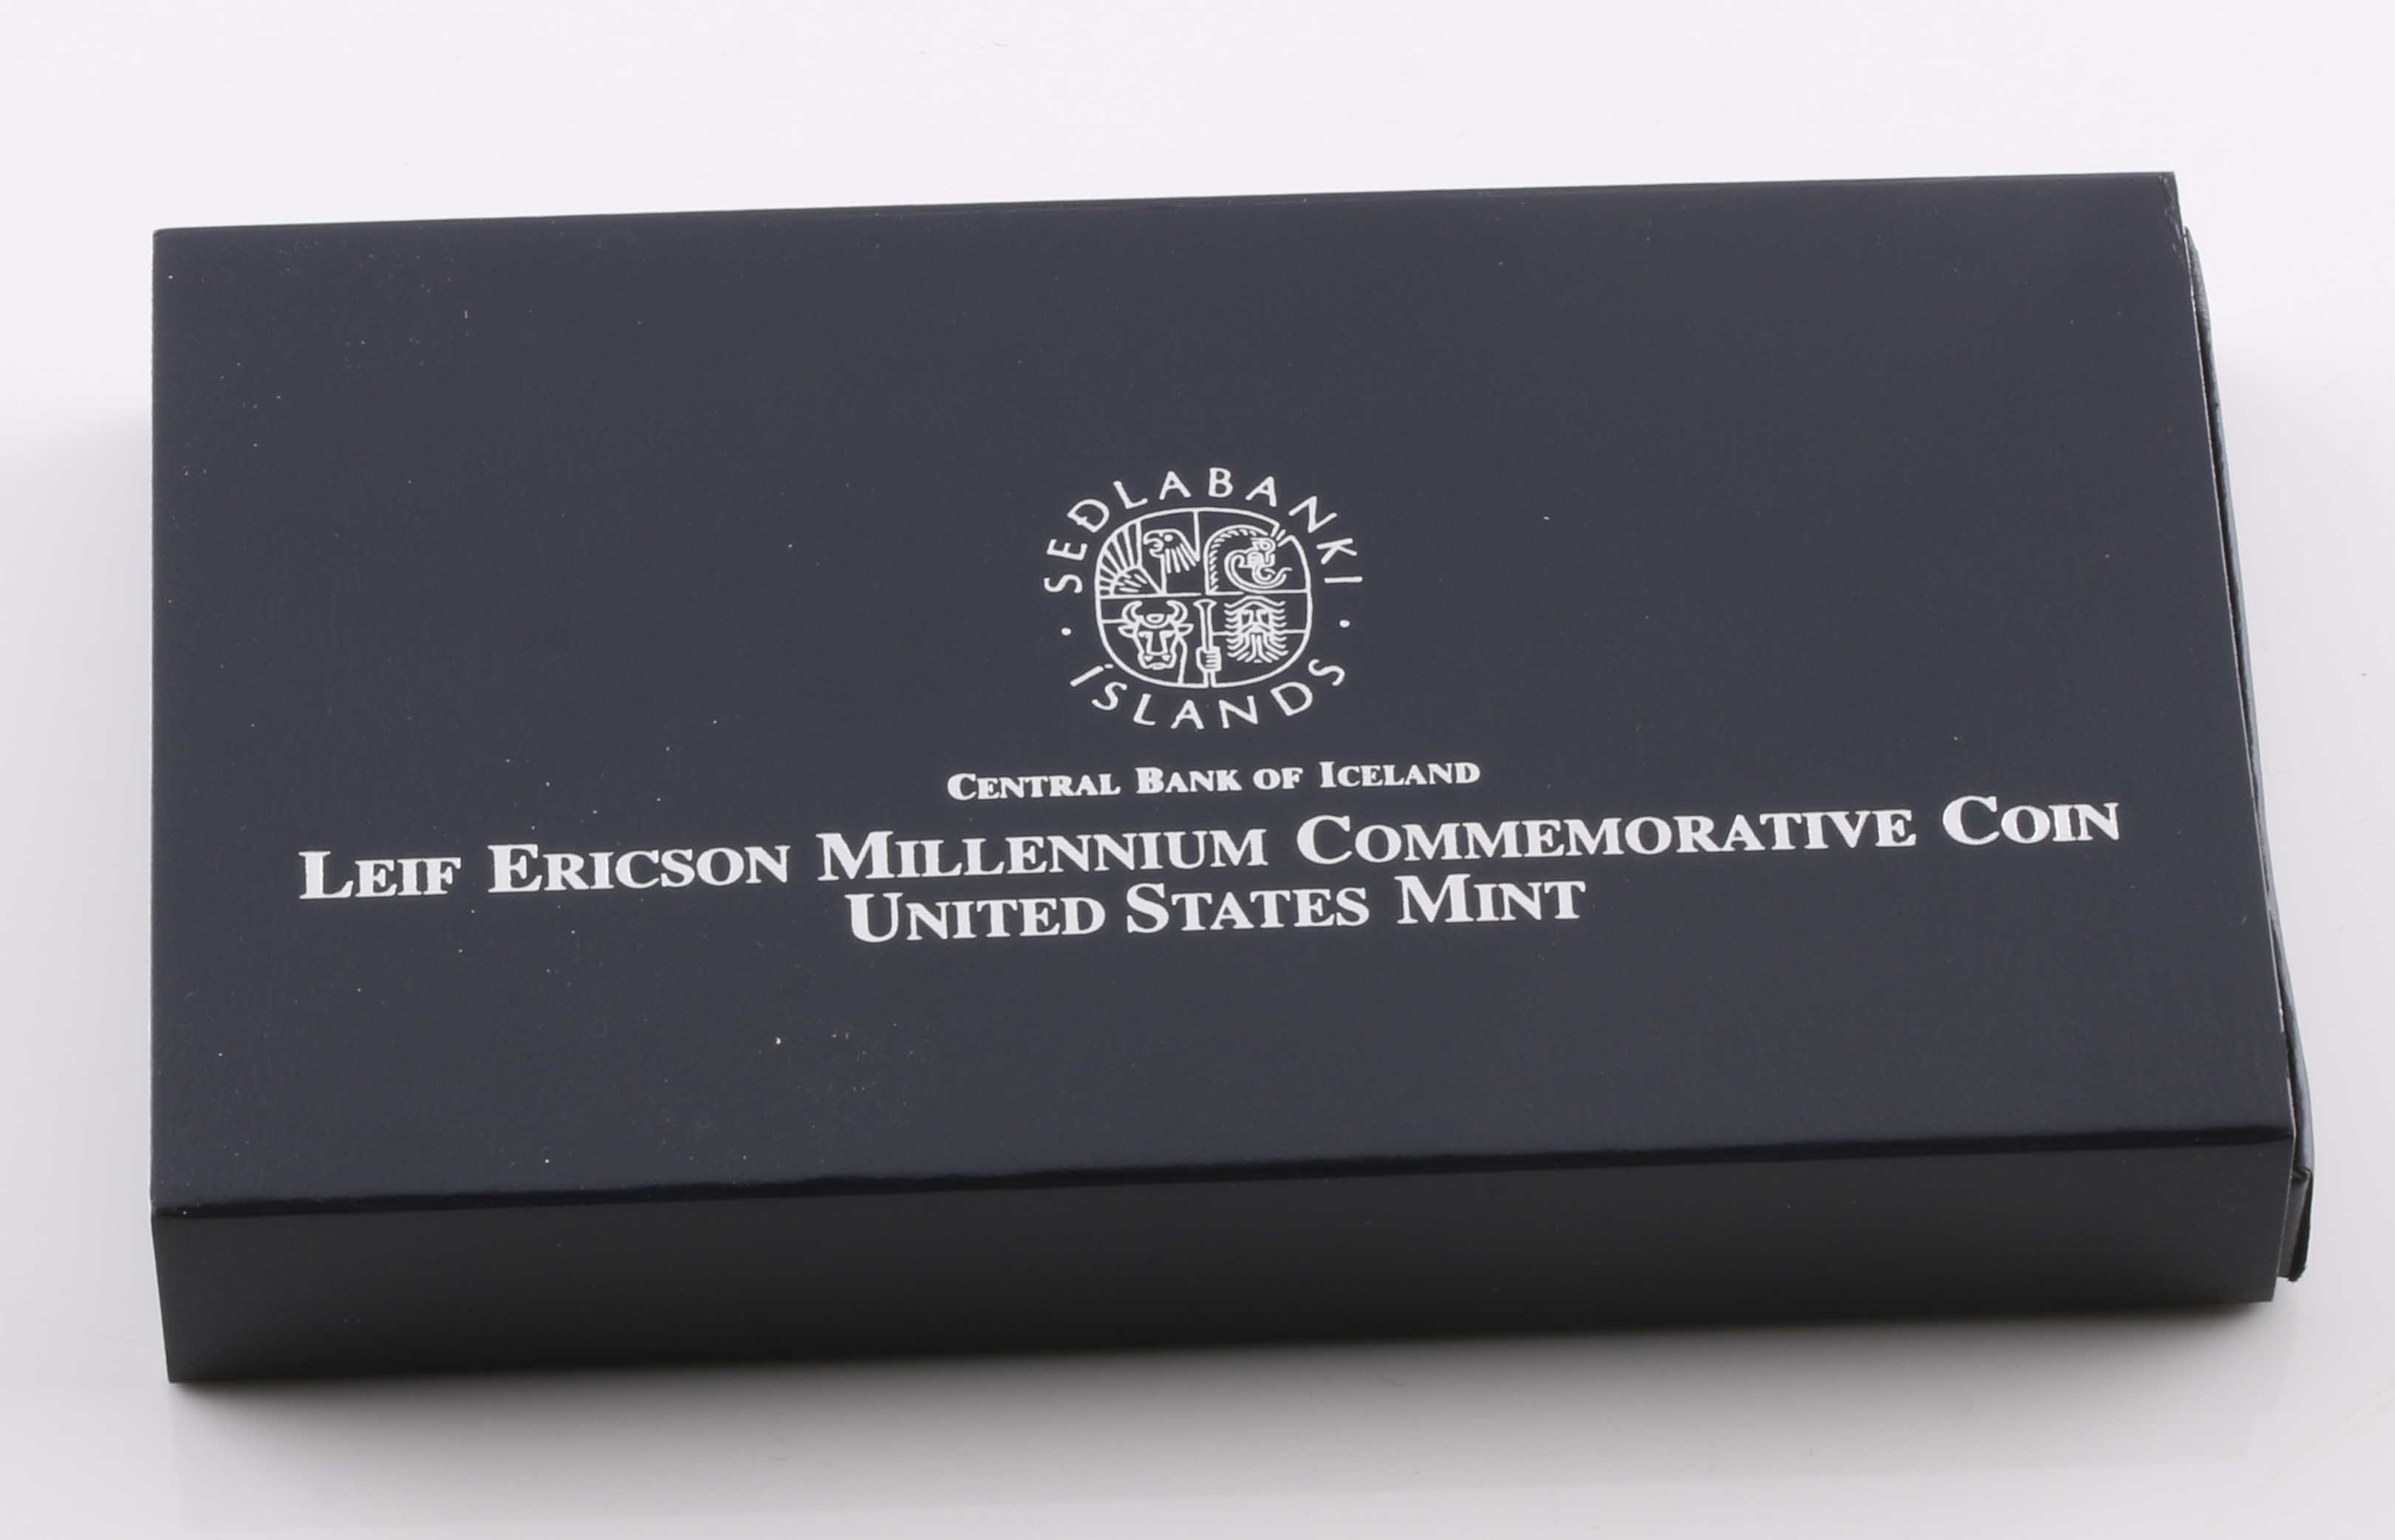 · SEÐLABANKI ·
ÍSLANDS
CENTRAL BANK OF ICELAND
LEIF ERICSON MILLENNIUM COMMEMORATIVE COIN
UNITED STATES MINT